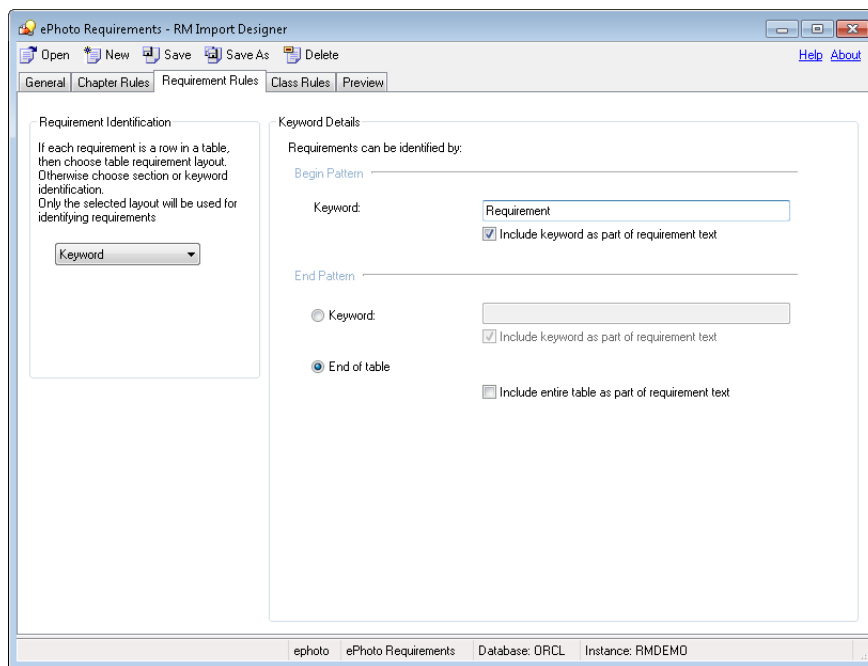 ePhoto Requirements - RM Import Designer
Open New Save Save As Delete Help About
General Chapter Rules Requirement Rules Class Rules Preview
Requirement Identification
If each requirement is a row in a table,
then choose table requirement layout.
Otherwise choose section or keyword
identification.
Only the selected layout will be used for
identifying requirements
Keyword
Keyword Details
Requirements can be identified by:
Begin Pattern
Keyword: Requirement
Include keyword as part of requirement text
End Pattern
Keyword:
Include keyword as part of requirement text
End of table
Include entire table as part of requirement text
ephoto ePhoto Requirements Database: ORCL Instance: RMDEMO